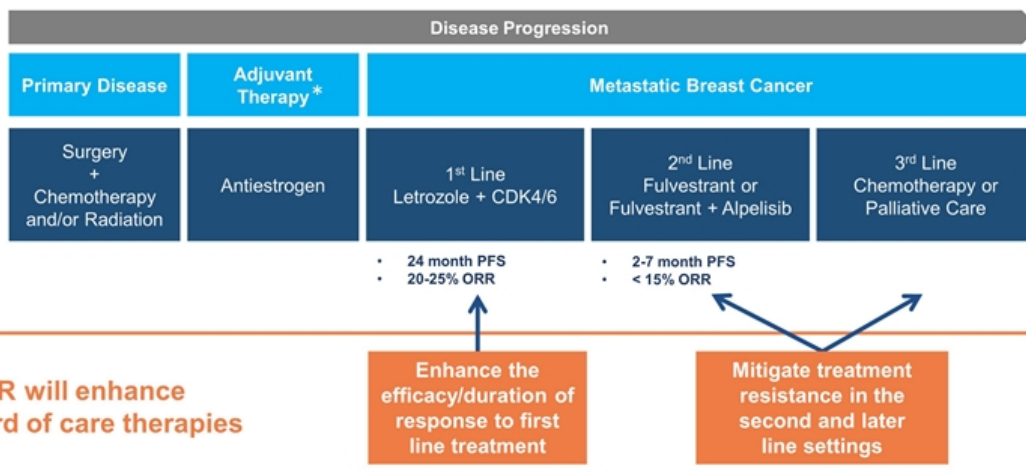 Disease Progression
Primary Disease
Adjuvant
Therapy*
Metastatic Breast Cancer
Surgery
+
Chemotherapy
and/or Radiation
Antiestrogen
1st Line
Letrozole + CDK4/6
2nd Line
Fulvestrant or
Fulvestrant + Alpelisib
3rd Line
Chemotherapy or
Palliative Care
• 24 month PFS
• 20-25% ORR
• 2-7 month PFS
• < 15% ORR
R will enhance
rd of care therapies
Enhance the
efficacy/duration of
response to first
line treatment
Mitigate treatment
resistance in the
second and later
line settings